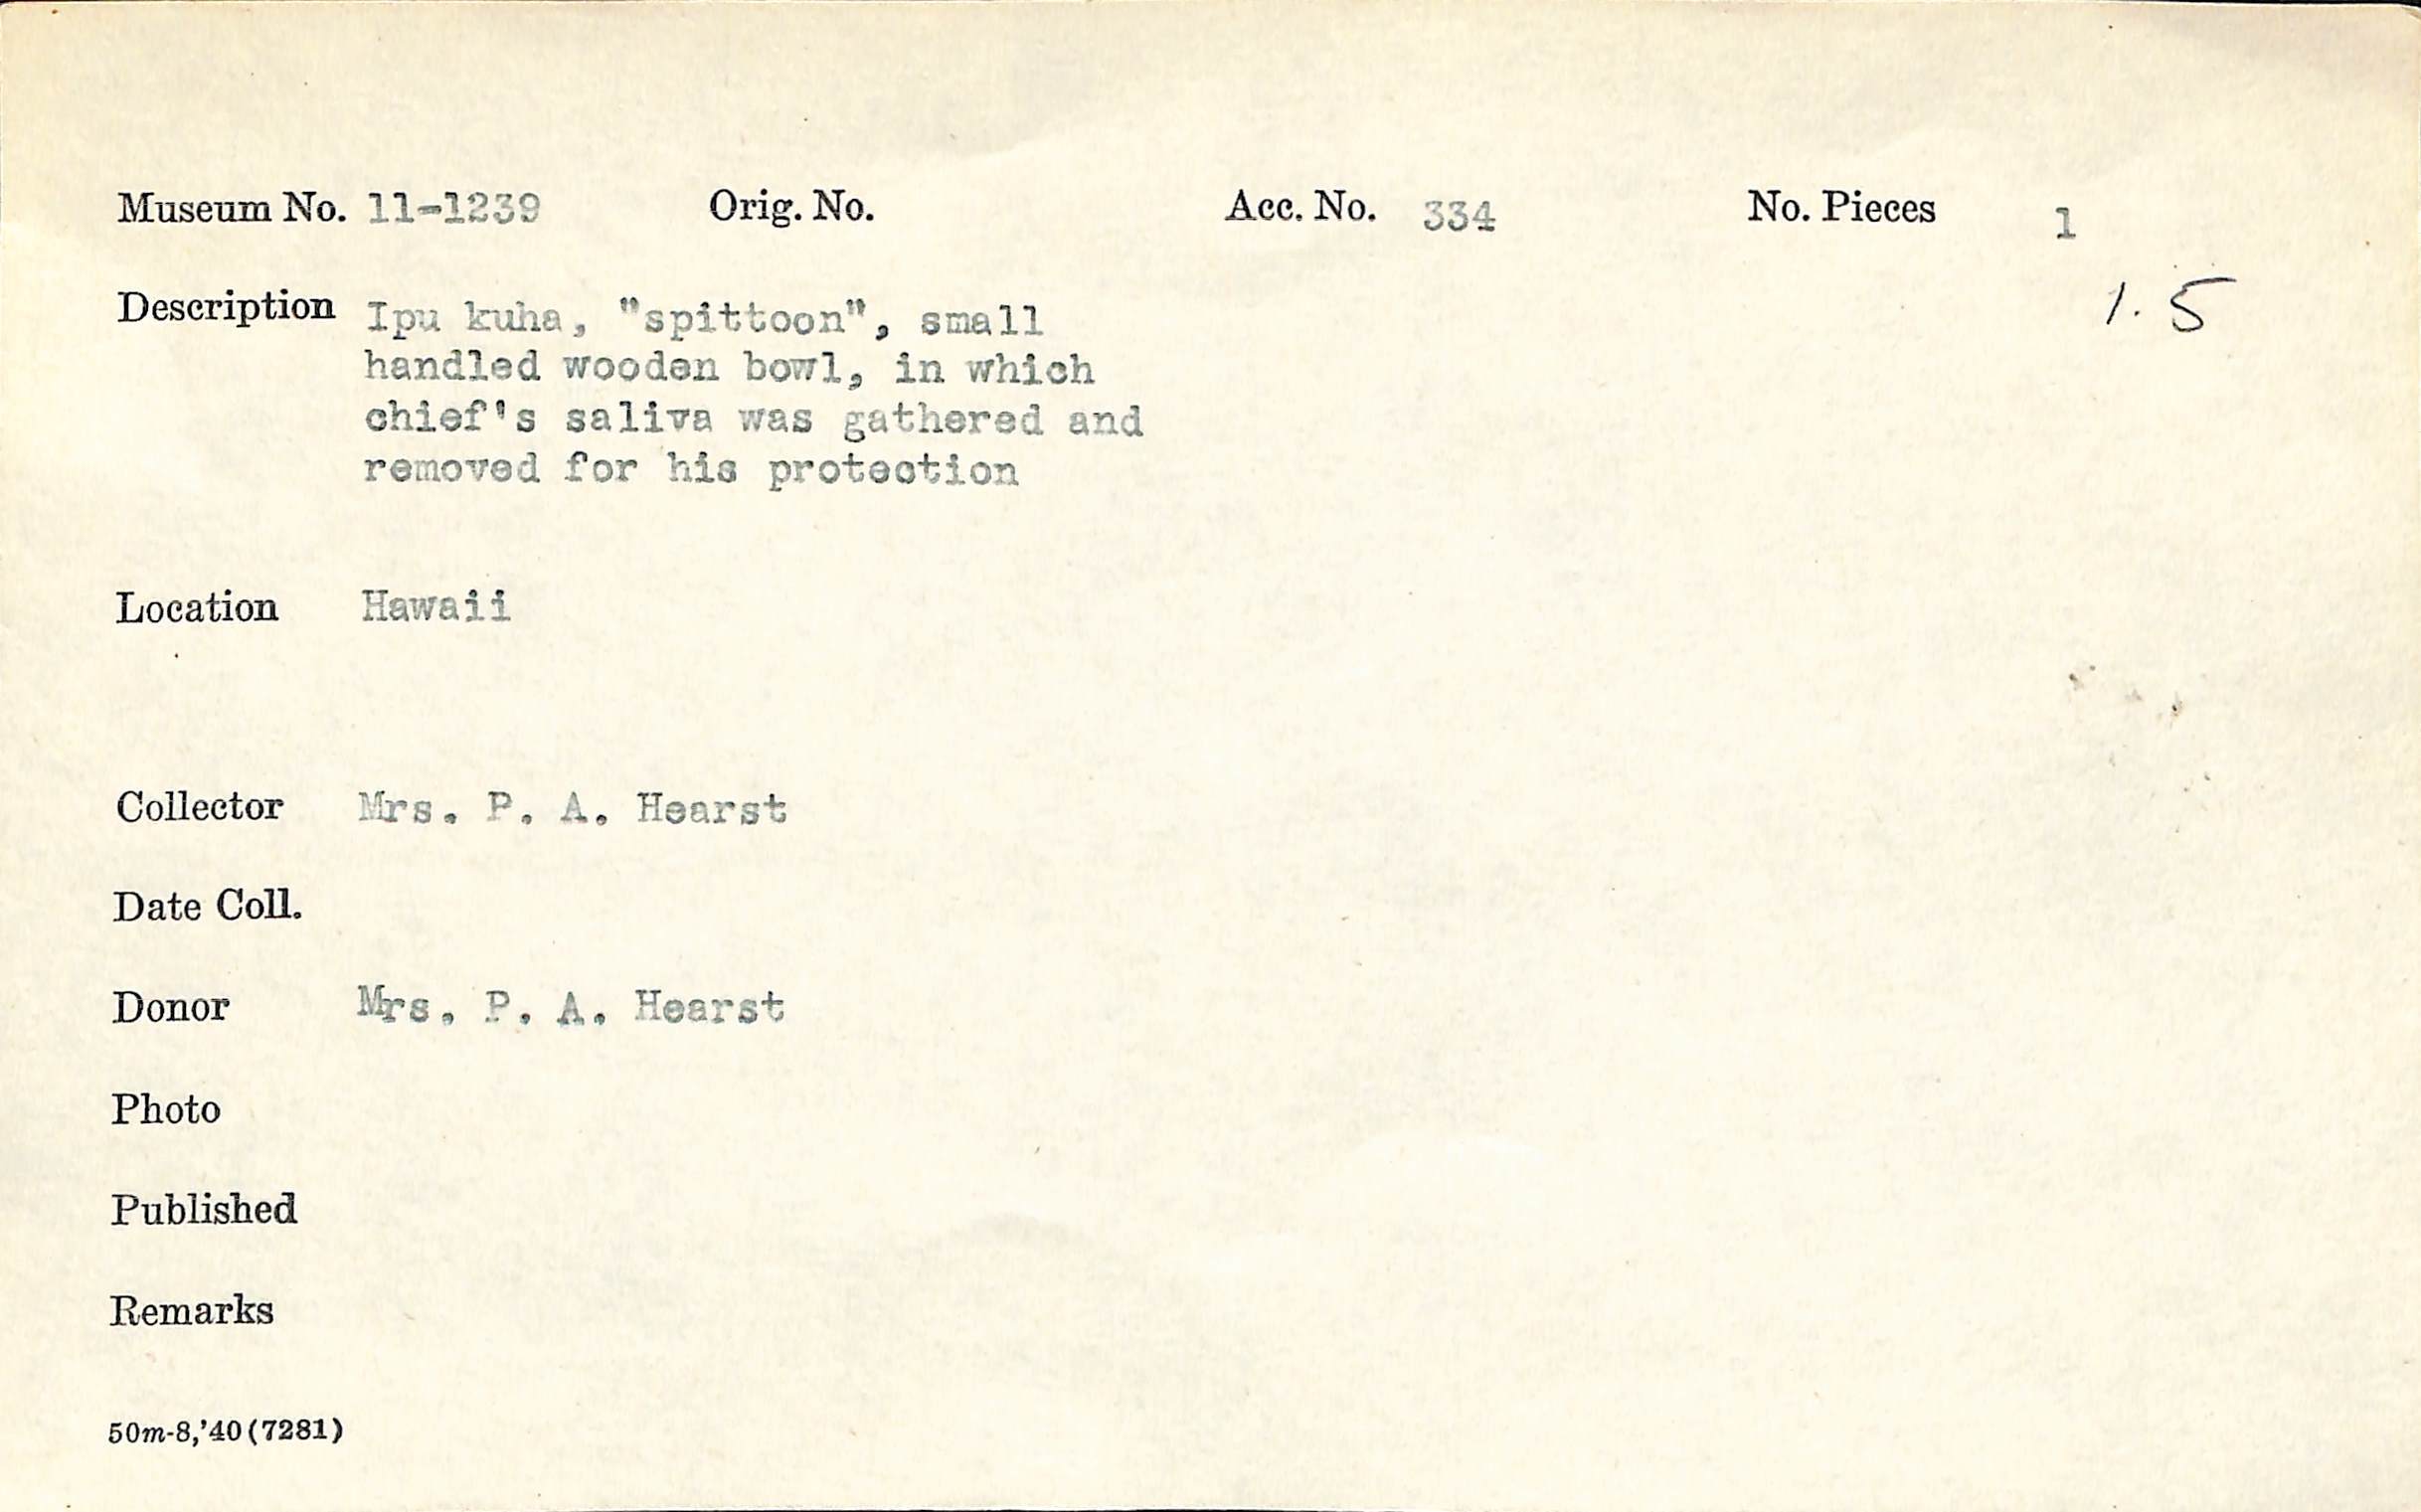 Museum No. 11-1239 Orig. No. Acc. No. 334 No. Pieces 1
Description Ipu kuha, "spittoon", small 1.5
handled wooden bowl, in which
chief's saliva was gathered and
removed for his protection
Location Hawaii
Collector Mrs. P. A. Hearst
Date Coll.
Donor Mrs. P. A. Hearst
Photo
Published
Remarks
50m-8,'40(7281)